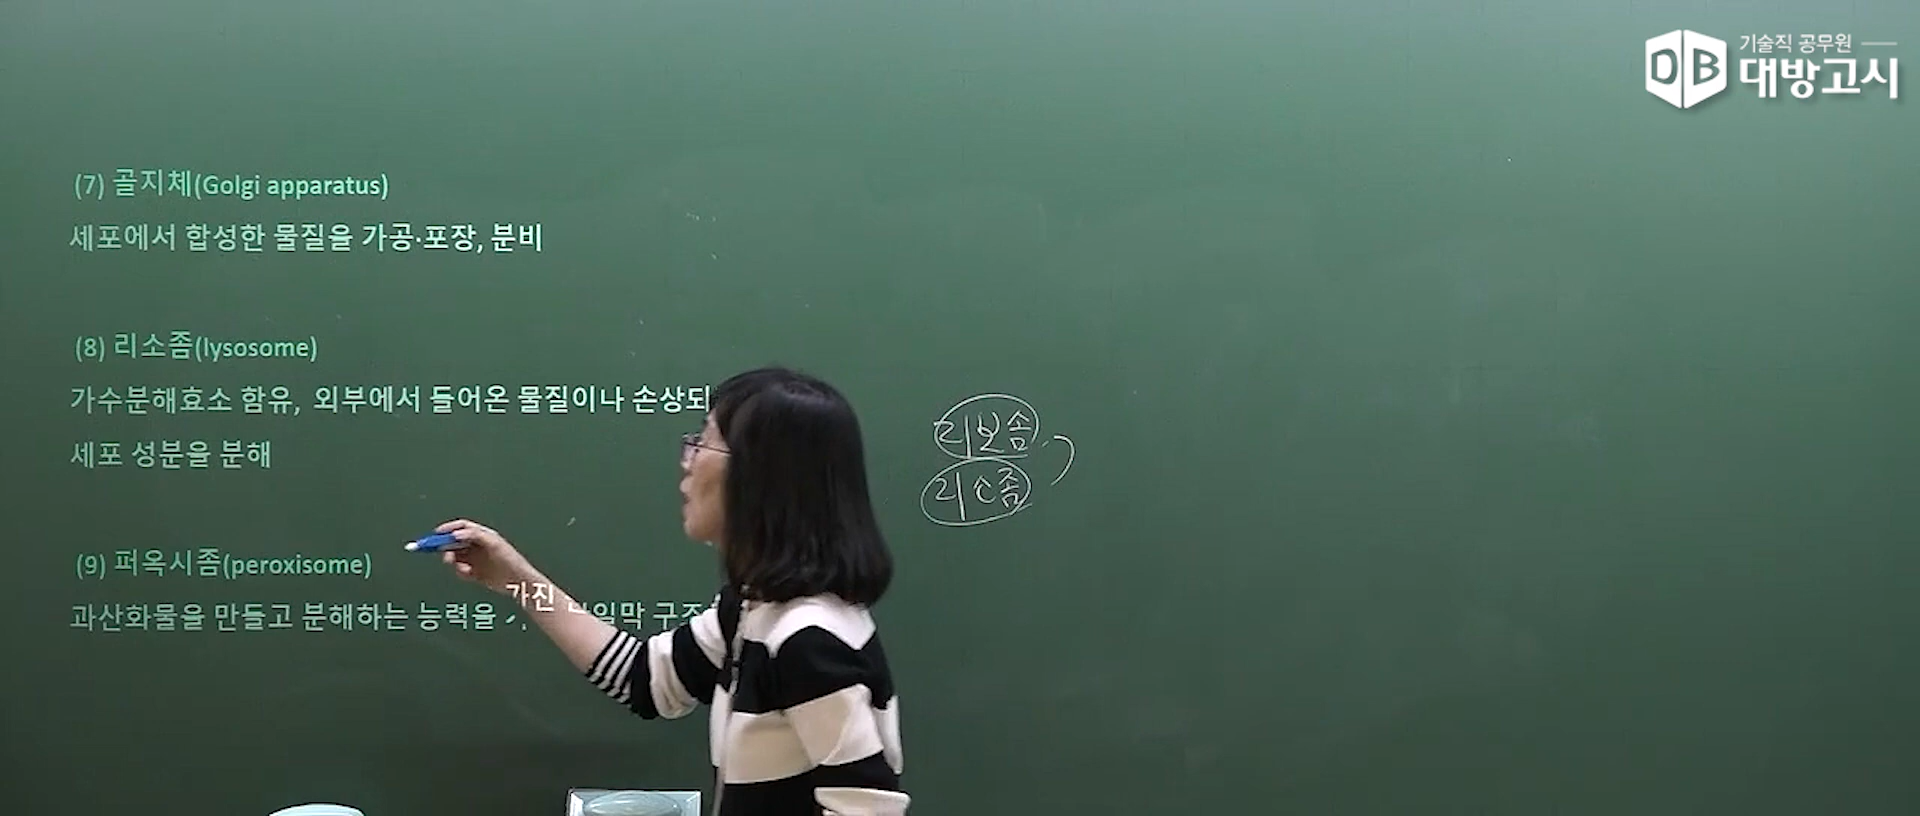 기술직 공무원
DB 대방고시
(7) 골지체(Golgi apparatus)
세포에서 합성한 물질을 가공·포장, 분비
(8) 리소좀(lysosome)
가수분해효소 함유, 외부에서 들어온 물질이나 손상되
세포 성분을 분해
(9) 퍼옥시좀(peroxisome)
과산화물을 만들고 분해하는 능력을 가진 단일막 구조
리보솜
리소좀